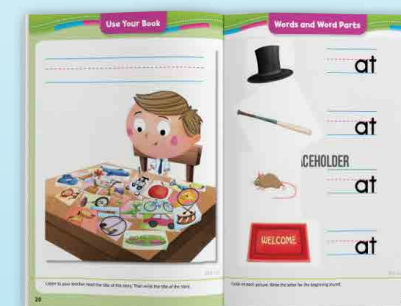 Use Your Book
Listen to your teacher read the title of the story. Then write the title of the story.
20
Words and Word Parts
at
at
CEHOLDER
at
WELCOME
at
Look at each picture. Write the letter for the beginning sound.